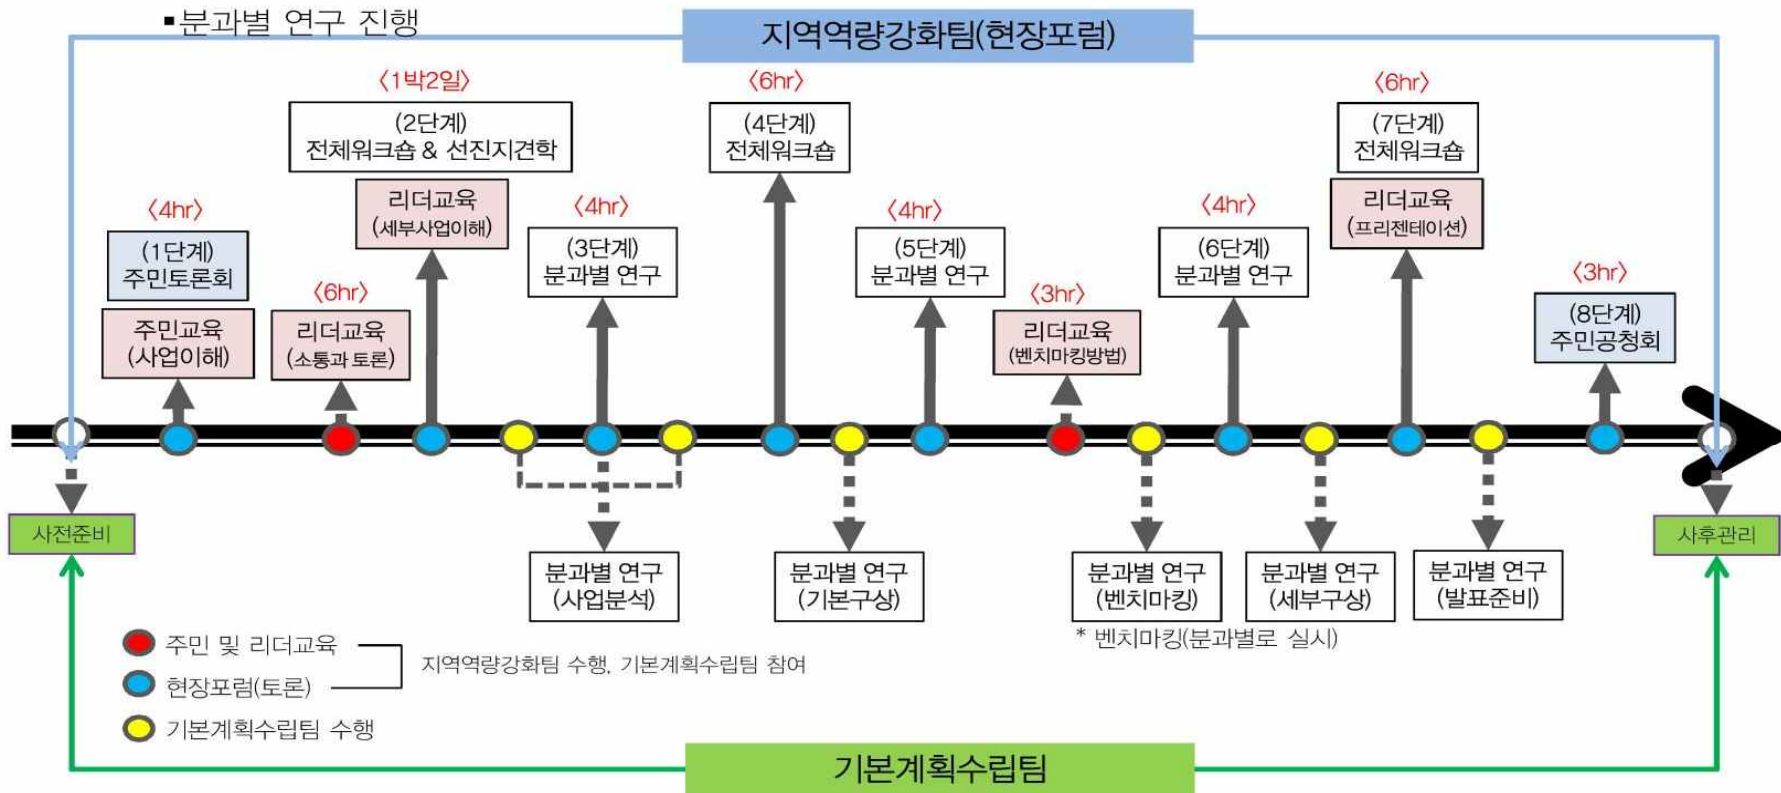 ▪분과별 연구 진행
지역역량강화팀(현장포럼)
<1박2일>
(2단계)
전체워크숍 & 선진지견학
리더교육
(세부사업이해)
<6hr>
(4단계)
전체워크숍
<6hr>
(7단계)
전체워크숍
리더교육
(프리젠테이션)
<4hr>
(1단계)
주민토론회
주민교육
(사업이해)
<6hr>
리더교육
(소통과 토론)
<4hr>
(3단계)
분과별 연구
<4hr>
(5단계)
분과별 연구
<3hr>
리더교육
(벤치마킹방법)
<4hr>
(6단계)
분과별 연구
<3hr>
(8단계)
주민공청회
사전준비
사후관리
분과별 연구
(사업분석)
분과별 연구
(기본구상)
분과별 연구
(벤치마킹)
분과별 연구
(세부구상)
분과별 연구
(발표준비)
* 벤치마킹(분과별로 실시)
주민 및 리더교육
현장포럼(토론)
지역역량강화팀 수행, 기본계획수립팀 참여
기본계획수립팀 수행
기본계획수립팀